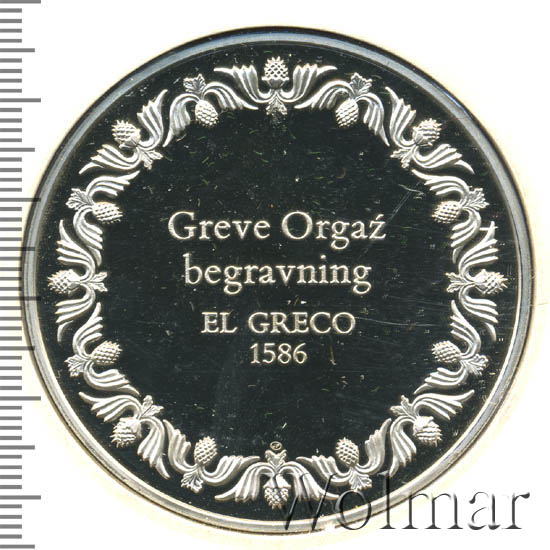 Greve Orgaź
begravning
EL GRECO
1586
Wolmar